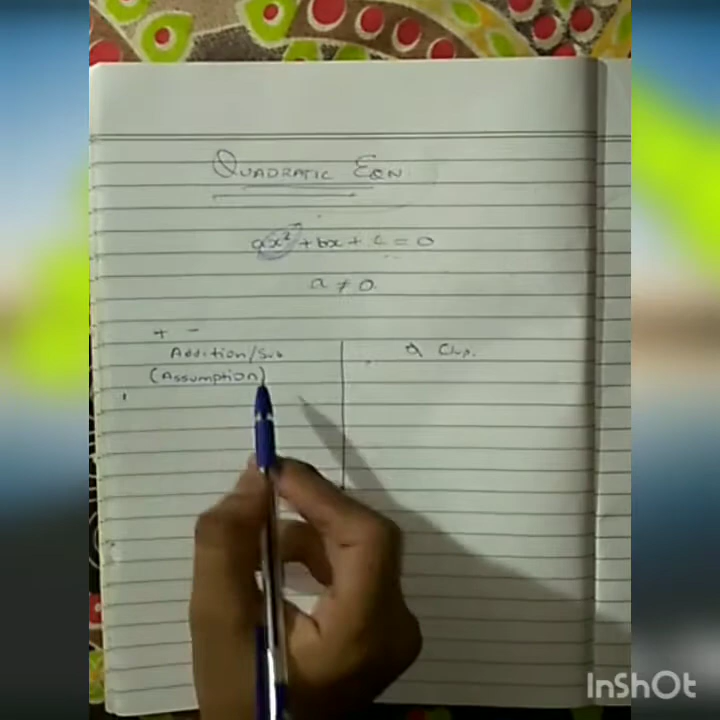 QUADRATIC EQN.
ax² + bx + c = 0
a ≠ 0.
+ -
Addition/Sub
(Assumption)
InShOt